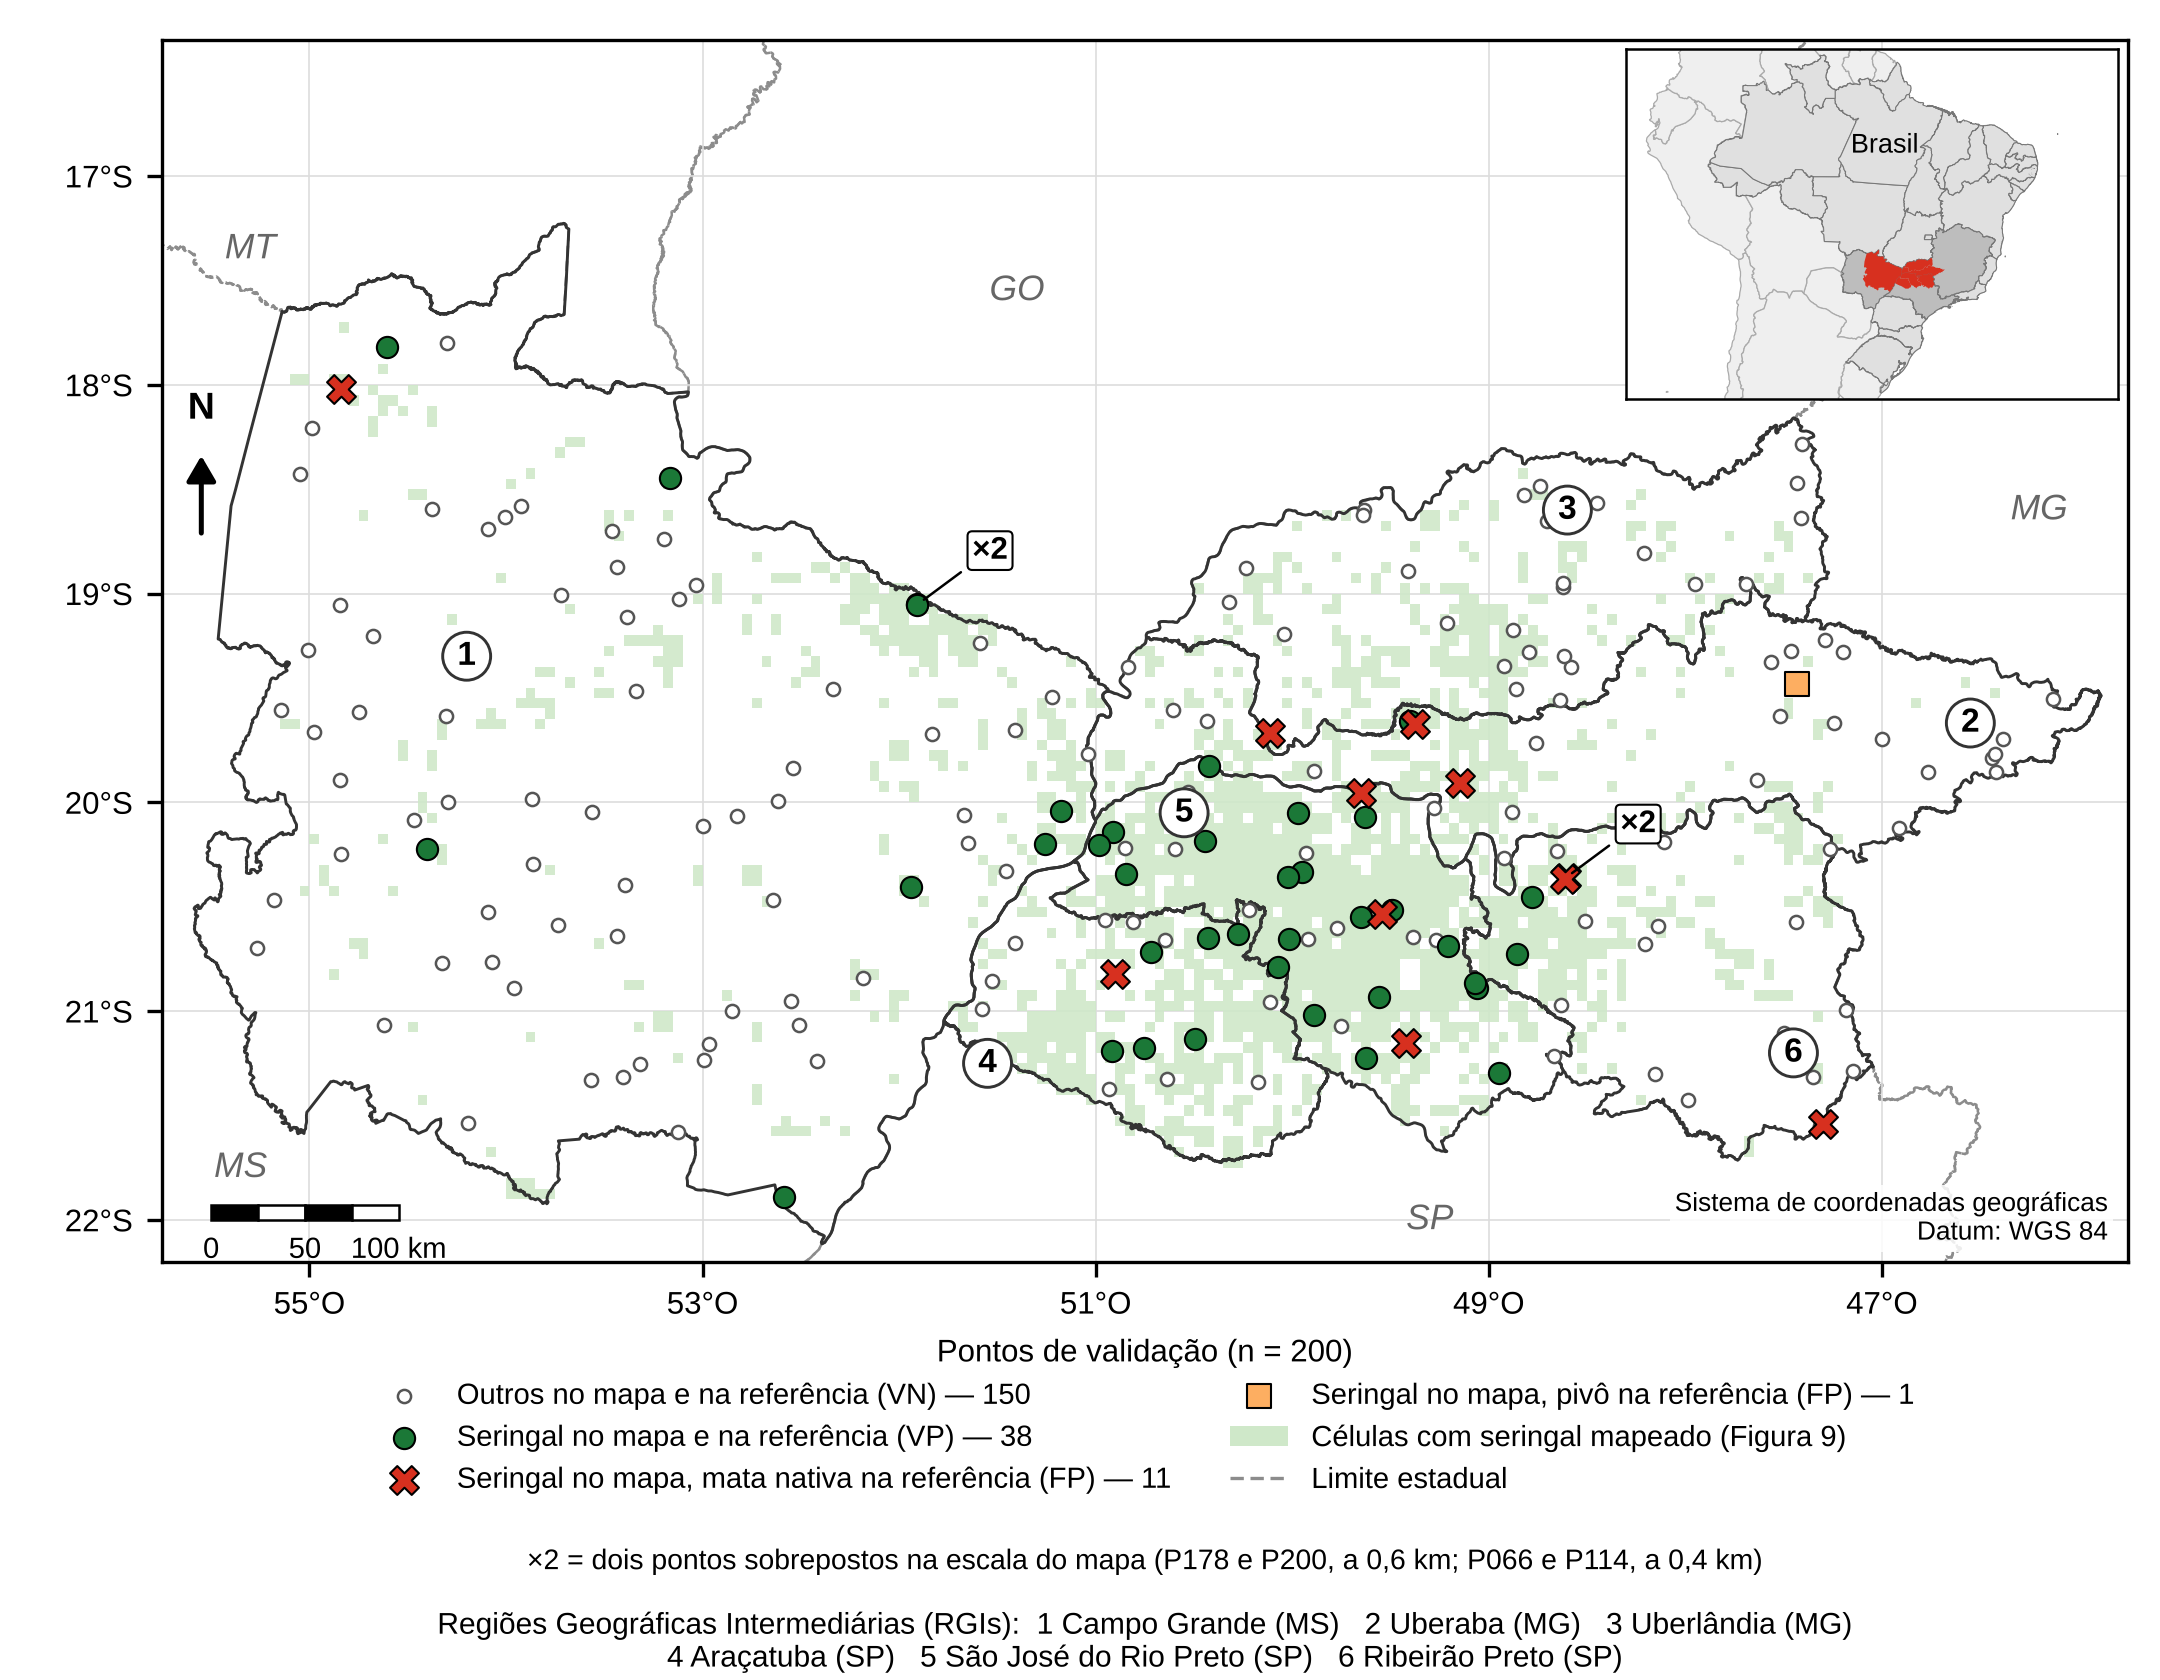 Brasil
17°S
MT
GO
18°S
N
3
MG
×2
19°S
1
2
20°S
5
×2
21°S
4
6
MS
Sistema de coordenadas geográficas
22°S
SP
Datum: WGS 84
0 50 100 km
55°O 53°O 51°O 49°O 47°O
Pontos de validação (n = 200)
Outros no mapa e na referência (VN) — 150
Seringal no mapa e na referência (VP) — 38
Seringal no mapa, mata nativa na referência (FP) — 11
Seringal no mapa, pivô na referência (FP) — 1
Células com seringal mapeado (Figura 9)
Limite estadual
×2 = dois pontos sobrepostos na escala do mapa (P178 e P200, a 0,6 km; P066 e P114, a 0,4 km)
Regiões Geográficas Intermediárias (RGIs): 1 Campo Grande (MS) 2 Uberaba (MG) 3 Uberlândia (MG)
4 Araçatuba (SP) 5 São José do Rio Preto (SP) 6 Ribeirão Preto (SP)